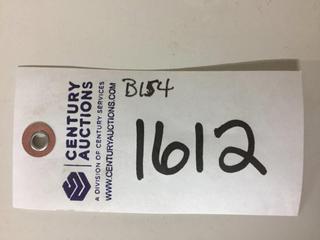 CENTURY
AUCTIONS
A DIVISION OF CENTURY SERVICES
WWW.CENTURYAUCTIONS.COM
B154
1612